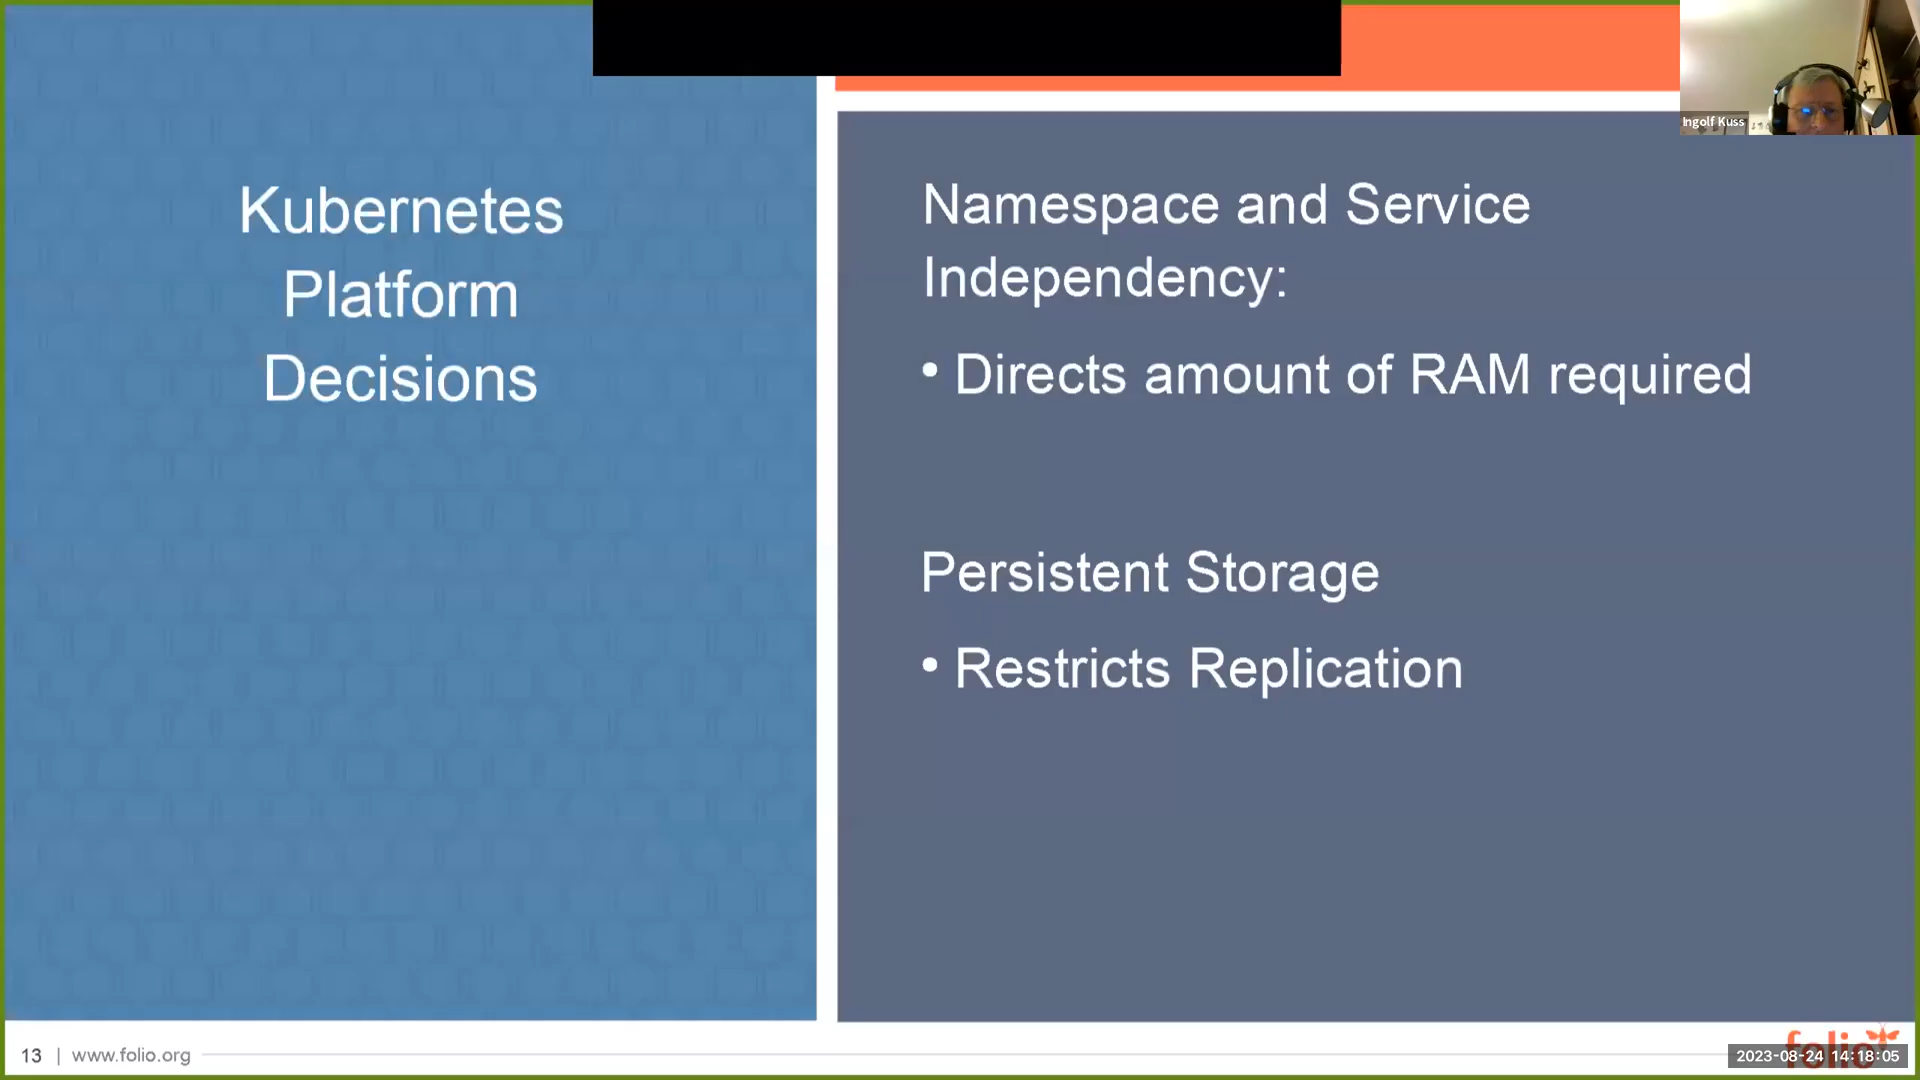 Kubernetes
Platform
Decisions
Namespace and Service
Independency:
• Directs amount of RAM required
Persistent Storage
• Restricts Replication
Ingolf Kuss
13 | www.folio.org
folio
2023-08-24 14:18:05